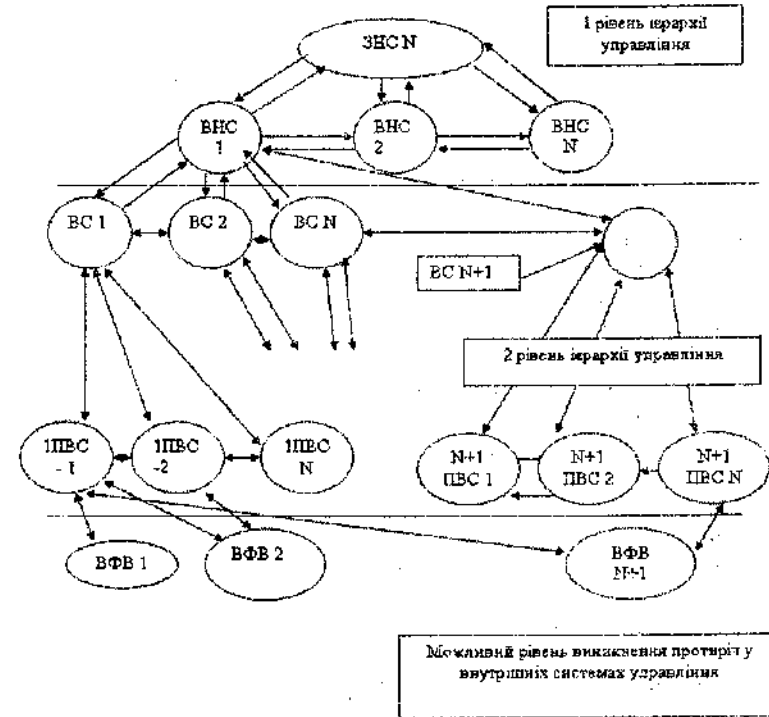 1 рівень ієрархії
управління
ЗНС N
ВНС
1
ВНС
2
ВНС
N
ВС 1
ВС 2
ВС N
:
ВС N+1
2 рівень ієрархії управління
1ПВС
- 1
1ПВС
-2
1ПВС
N
N+1
ПВС 1
N+1
ПВС 2
N+1
ПВС N
ВФВ 1
ВФВ 2
ВФВ
N+1
Можливий рівень виникнення протиріч у
внутрішніх системах управління